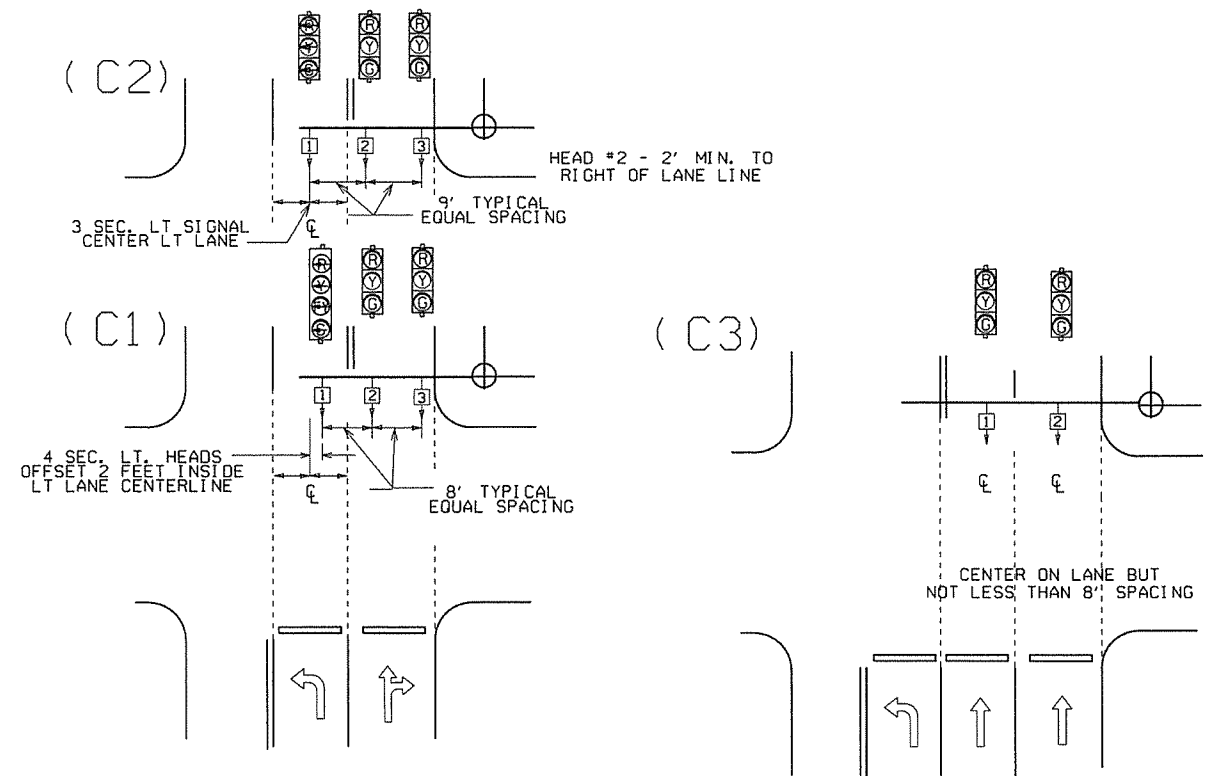 (C2)
R R R
Y Y Y
G G G
1 2 3
HEAD #2 - 2' MIN. TO
RIGHT OF LANE LINE
9' TYPICAL
EQUAL SPACING
3 SEC. LT SIGNAL
CENTER LT LANE
℄
(C1)
R R R
Y Y Y
Y G G
G
1 2 3
4 SEC. LT. HEADS
OFFSET 2 FEET INSIDE
LT LANE CENTERLINE
℄
8' TYPICAL
EQUAL SPACING
(C3)
R R
Y Y
G G
1 2
℄ ℄
CENTER ON LANE BUT
NOT LESS THAN 8' SPACING